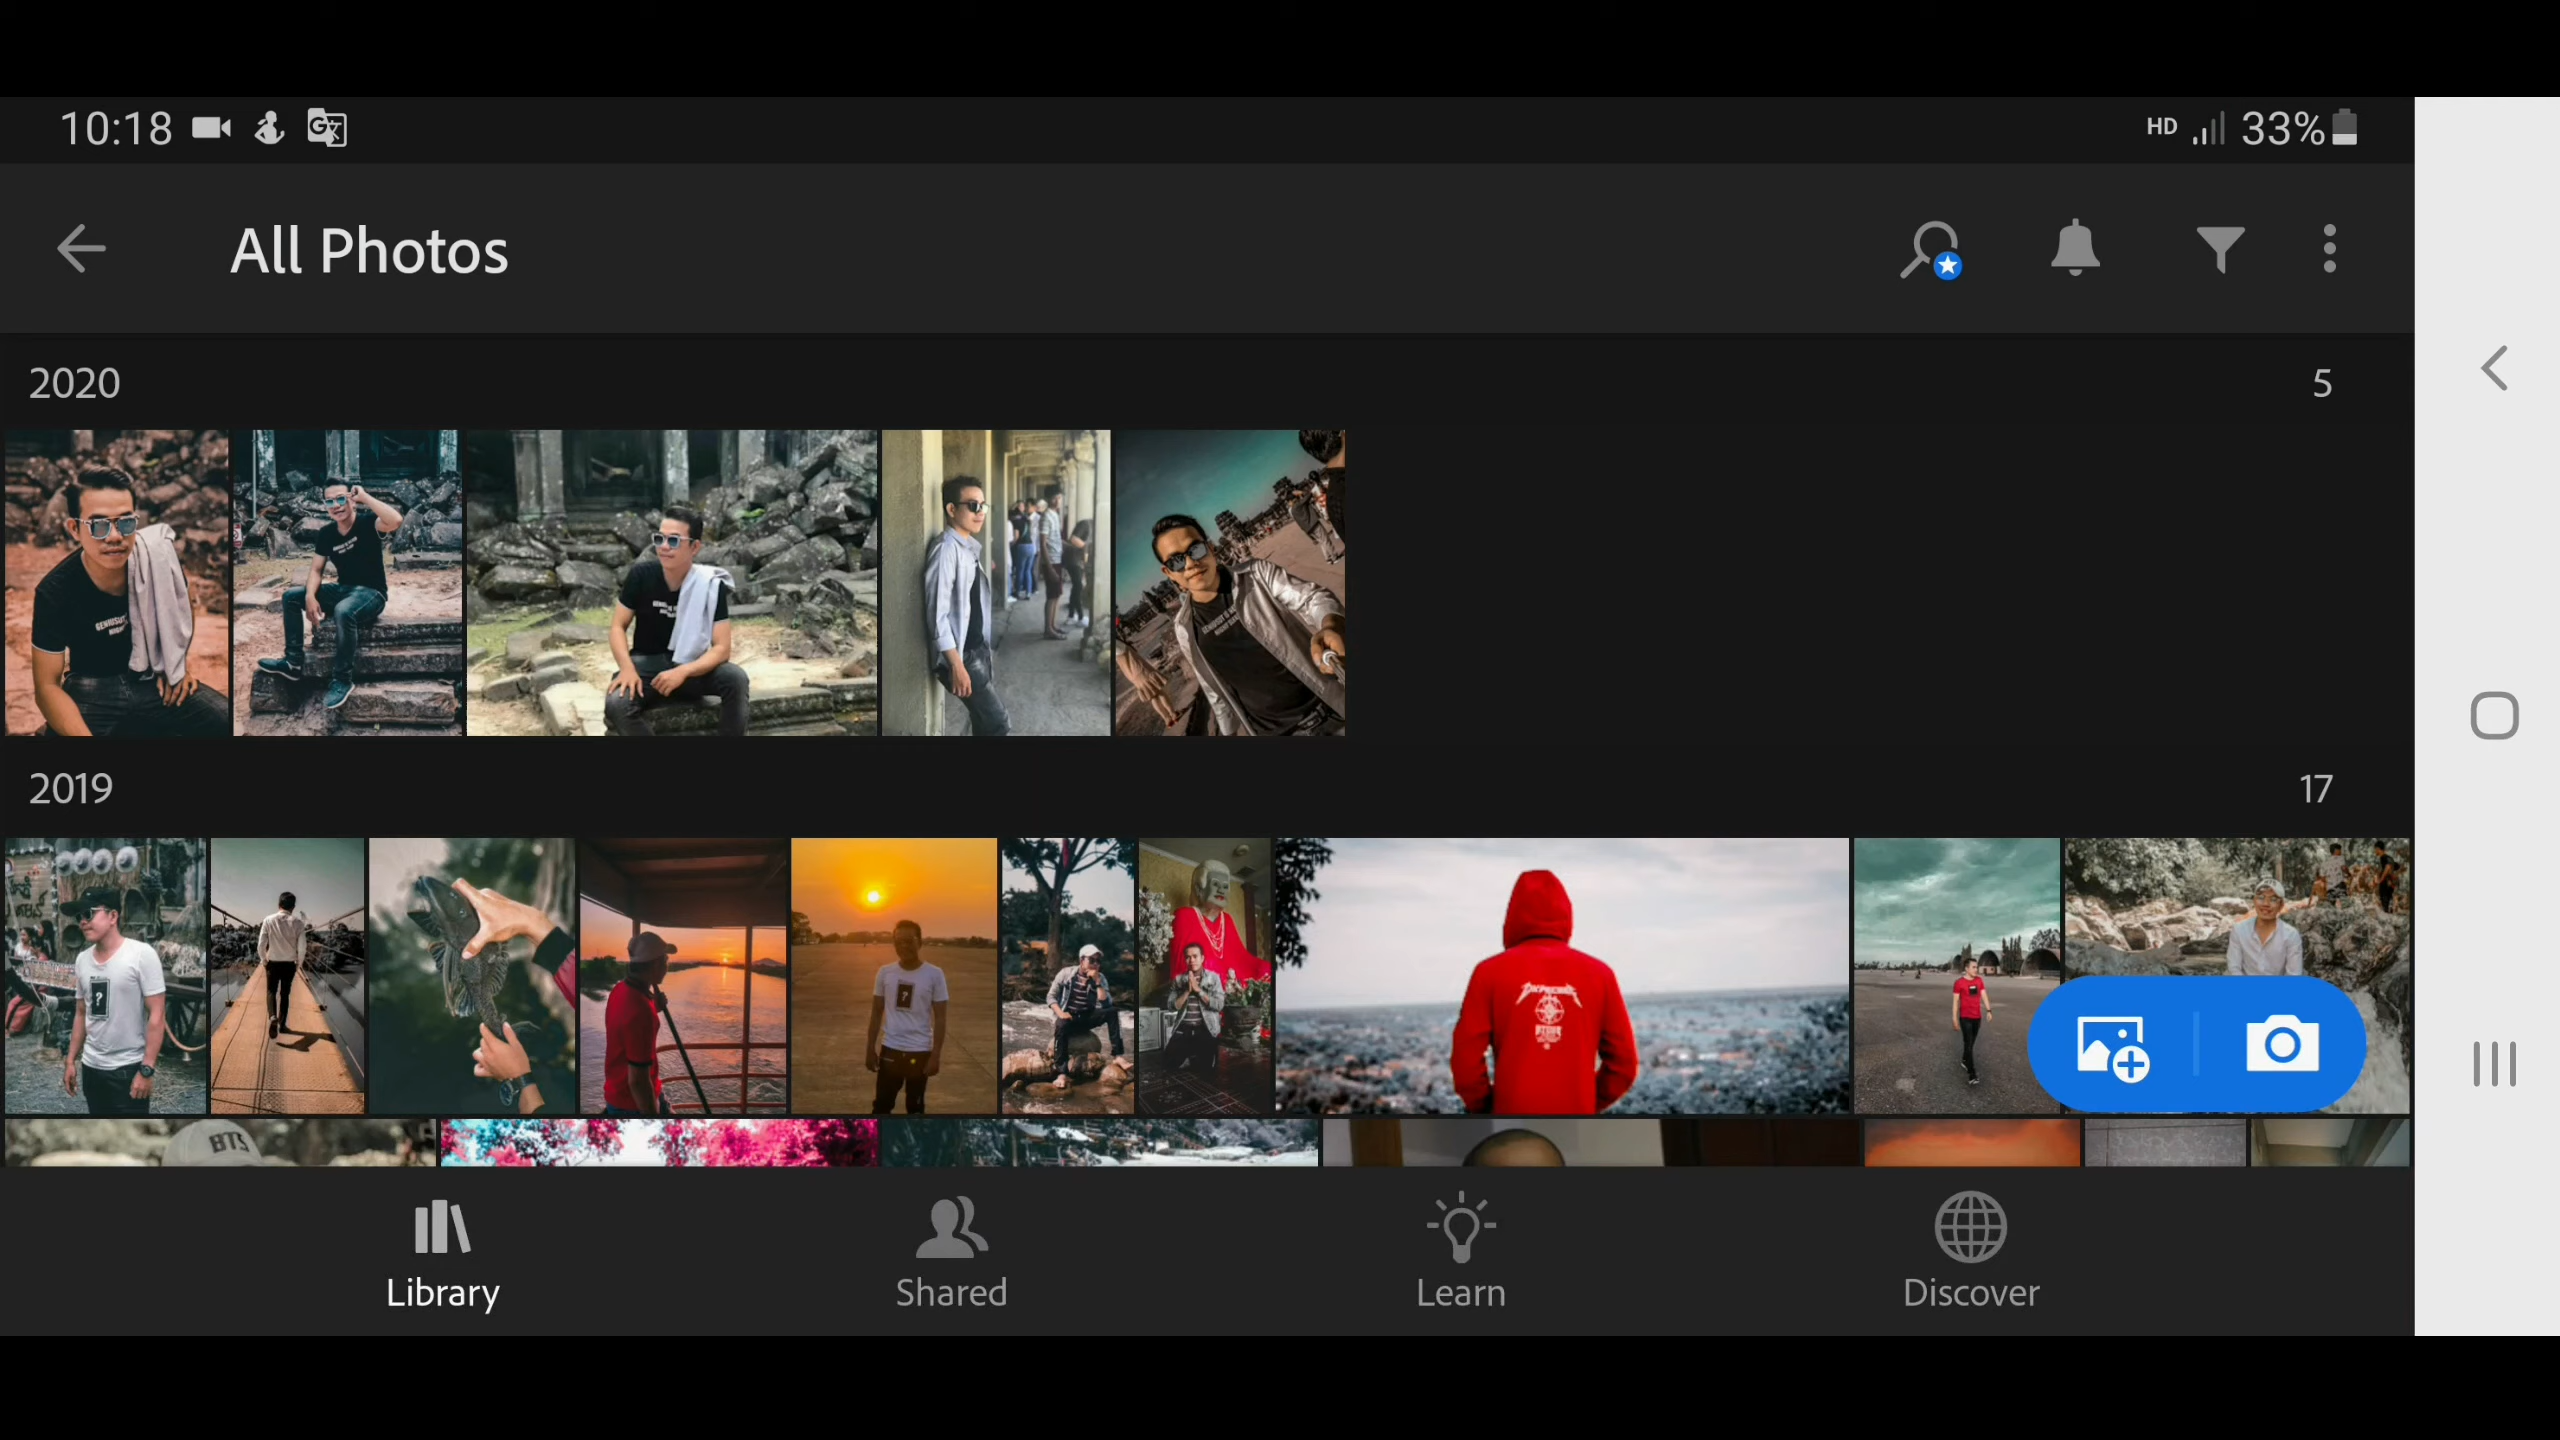 10:18
HD 33%
All Photos
2020 5
2019 17
?
?
BTS
Library Shared Learn Discover